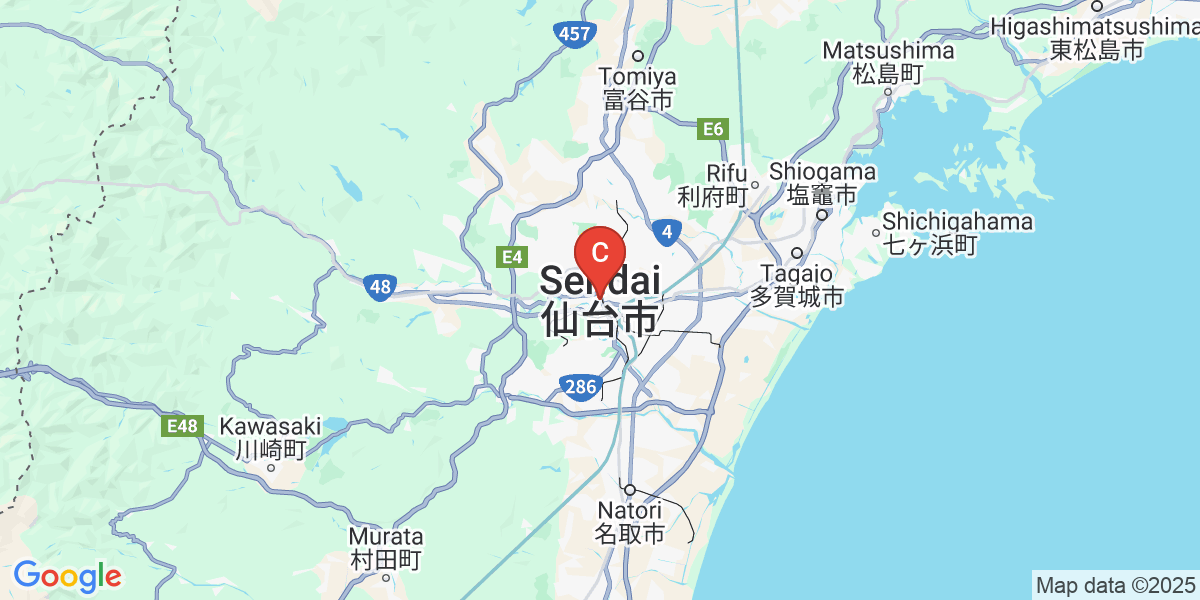 457
Higashimatsushima
東松島市
Matsushima
松島町
Tomiya
富谷市
E6
Rifu
利府町
Shiogama
塩竈市
Shichigahama
七ヶ浜町
4
C
E4
Sendai
仙台市
48
Tagajo
多賀城市
286
E48
Kawasaki
川崎町
Natori
名取市
Murata
村田町
Google
Map data ©2025